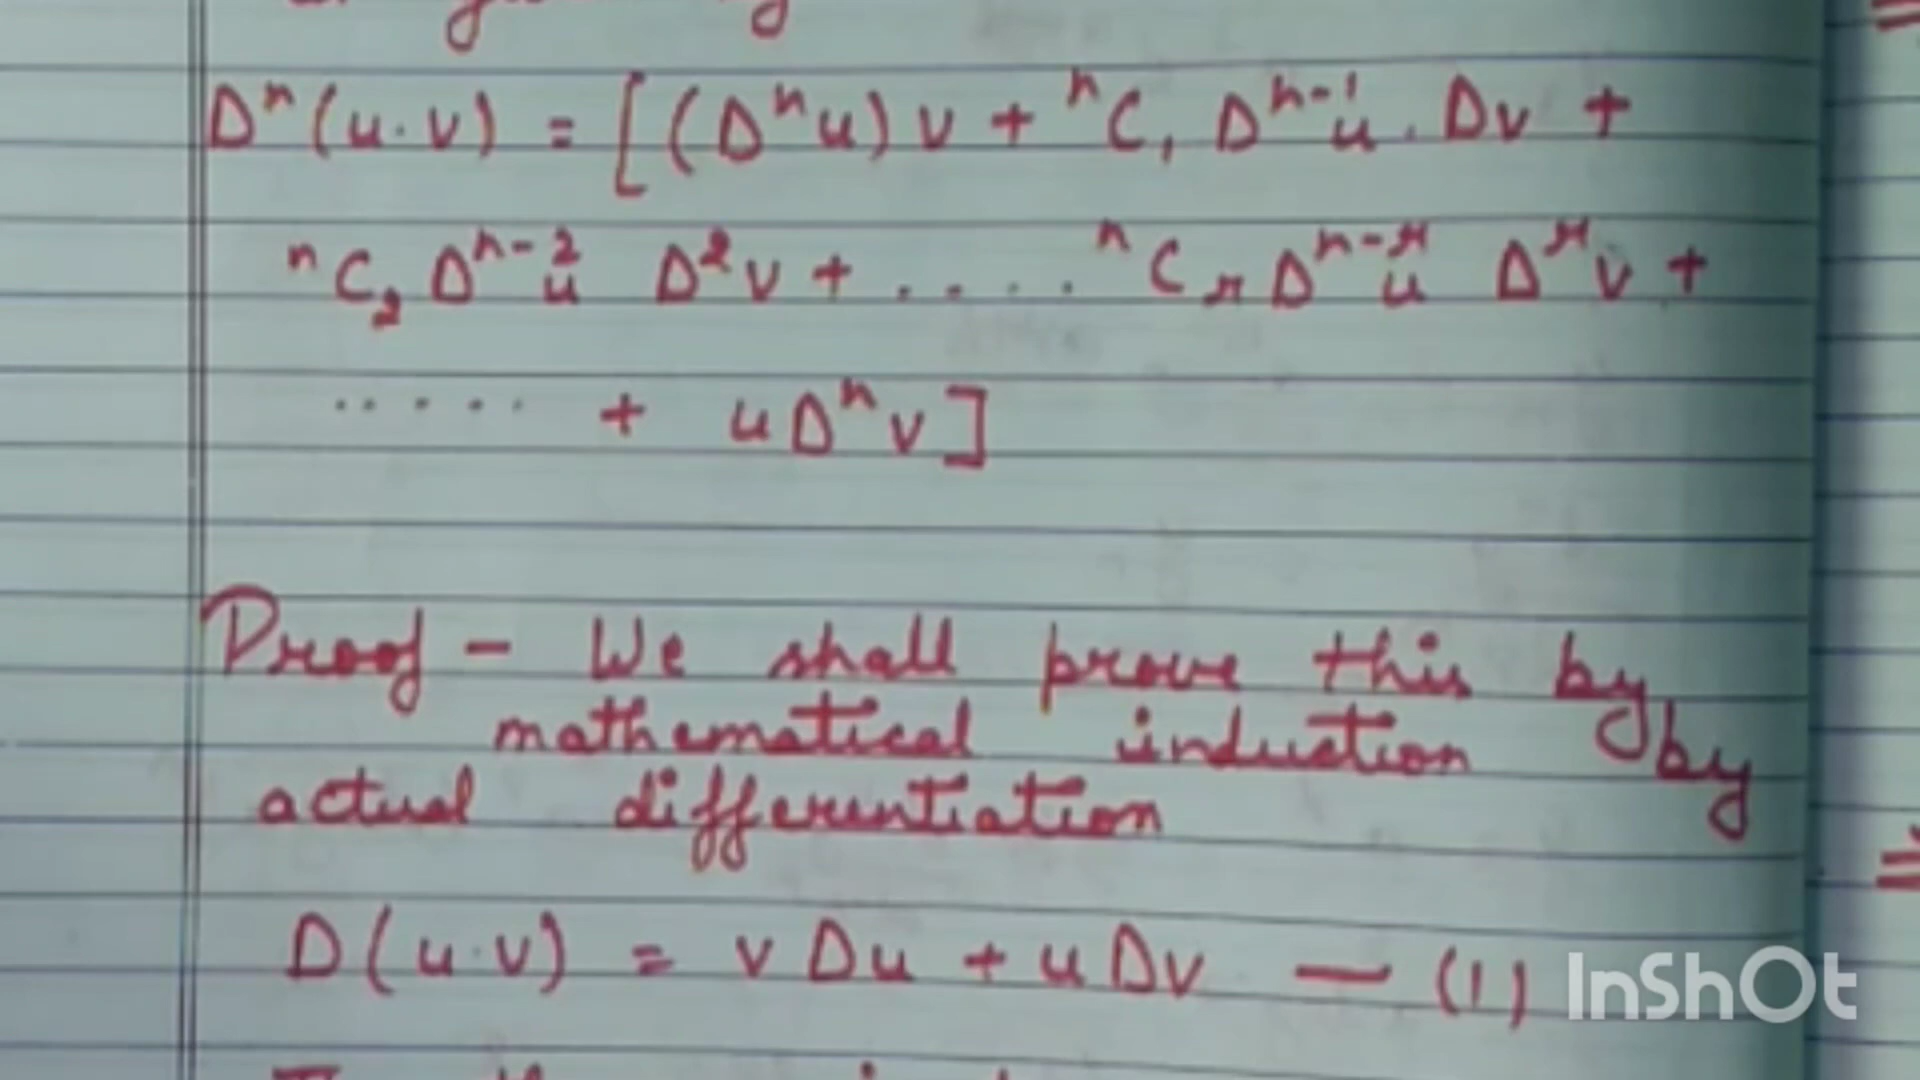 Dⁿ(u·v) = [(Dⁿu)v + ⁿC₁ Dⁿ⁻¹u . Dv +
ⁿC₂ Dⁿ⁻²u D²v + .... ⁿCᵣ Dⁿ⁻ʳu Dʳv +
..... + uDⁿv]
Proof - We shall prove this by
mathematical induction by
actual differentiation
D(u·v) = vDu + uDv — (1)
InShOt